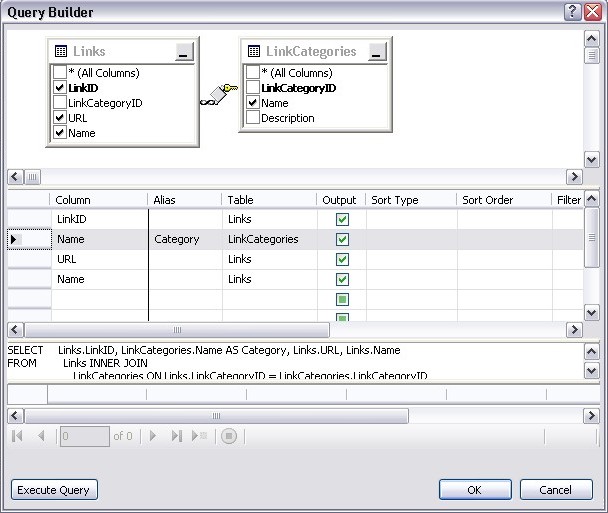 Query Builder
Links
* (All Columns)
LinkID
LinkCategoryID
URL
Name
LinkCategories
* (All Columns)
LinkCategoryID
Name
Description
Column Alias Table Output Sort Type Sort Order Filter
LinkID Links
Name Category LinkCategories
URL Links
Name Links
SELECT Links.LinkID, LinkCategories.Name AS Category, Links.URL, Links.Name
FROM Links INNER JOIN
LinkCategories ON Links.LinkCategoryID = LinkCategories.LinkCategoryID
0 of 0
Execute Query OK Cancel